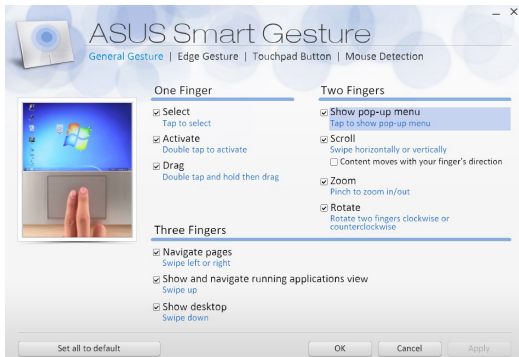 ASUS Smart Gesture
General Gesture | Edge Gesture | Touchpad Button | Mouse Detection
One Finger
Select
Tap to select
Activate
Double tap to activate
Drag
Double tap and hold then drag
Two Fingers
Show pop-up menu
Tap to show pop-up menu
Scroll
Swipe horizontally or vertically
Content moves with your finger's direction
Zoom
Pinch to zoom in/out
Rotate
Rotate two fingers clockwise or
counterclockwise
Three Fingers
Navigate pages
Swipe left or right
Show and navigate running applications view
Swipe up
Show desktop
Swipe down
Set all to default
OK
Cancel
Apply